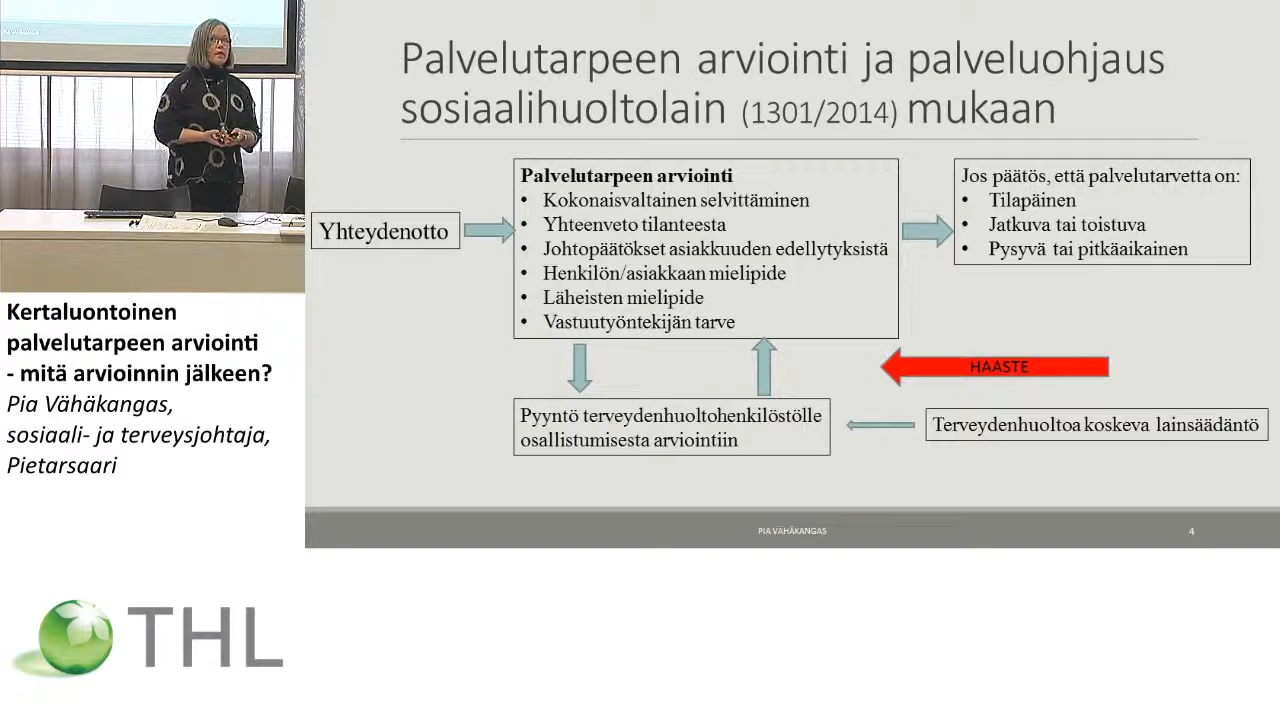 Palvelutarpeen arviointi ja palveluohjaus
sosiaalihuoltolain (1301/2014) mukaan
Yhteydenotto
Palvelutarpeen arviointi
• Kokonaisvaltainen selvittäminen
• Yhteenveto tilanteesta
• Johtopäätökset asiakkuuden edellytyksistä
• Henkilön/asiakkaan mielipide
• Läheisten mielipide
• Vastuutyöntekijän tarve
Jos päätös, että palvelutarvetta on:
• Tilapäinen
• Jatkuva tai toistuva
• Pysyvä tai pitkäaikainen
HAASTE
Pyyntö terveydenhuoltohenkilöstölle
osallistumisesta arviointiin
Terveydenhuoltoa koskeva lainsäädäntö
PIA VÄHÄKANGAS
4
Kertaluontoinen
palvelutarpeen arviointi
- mitä arvioinnin jälkeen?
Pia Vähäkangas,
sosiaali- ja terveysjohtaja,
Pietarsaari
THL